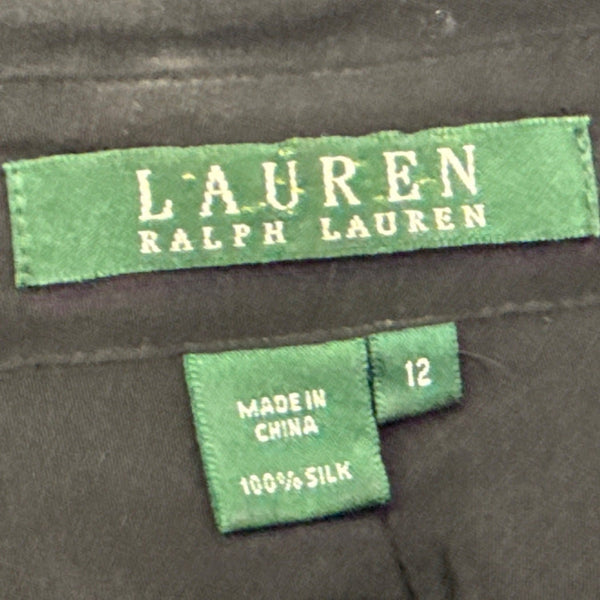 LAUREN
RALPH LAUREN
12
MADE IN
CHINA
100% SILK